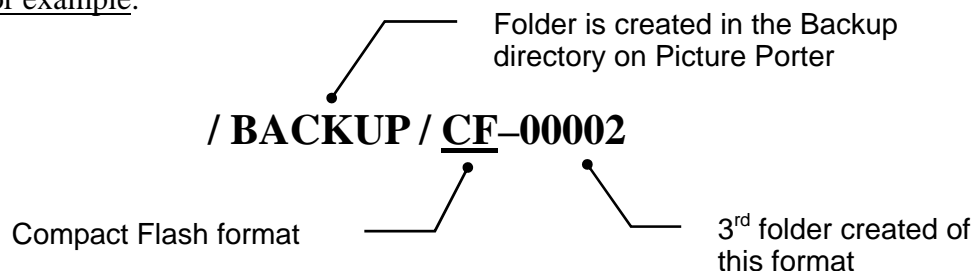 example:
Folder is created in the Backup
directory on Picture Porter
/ BACKUP / CF–00002
Compact Flash format
3rd folder created of
this format